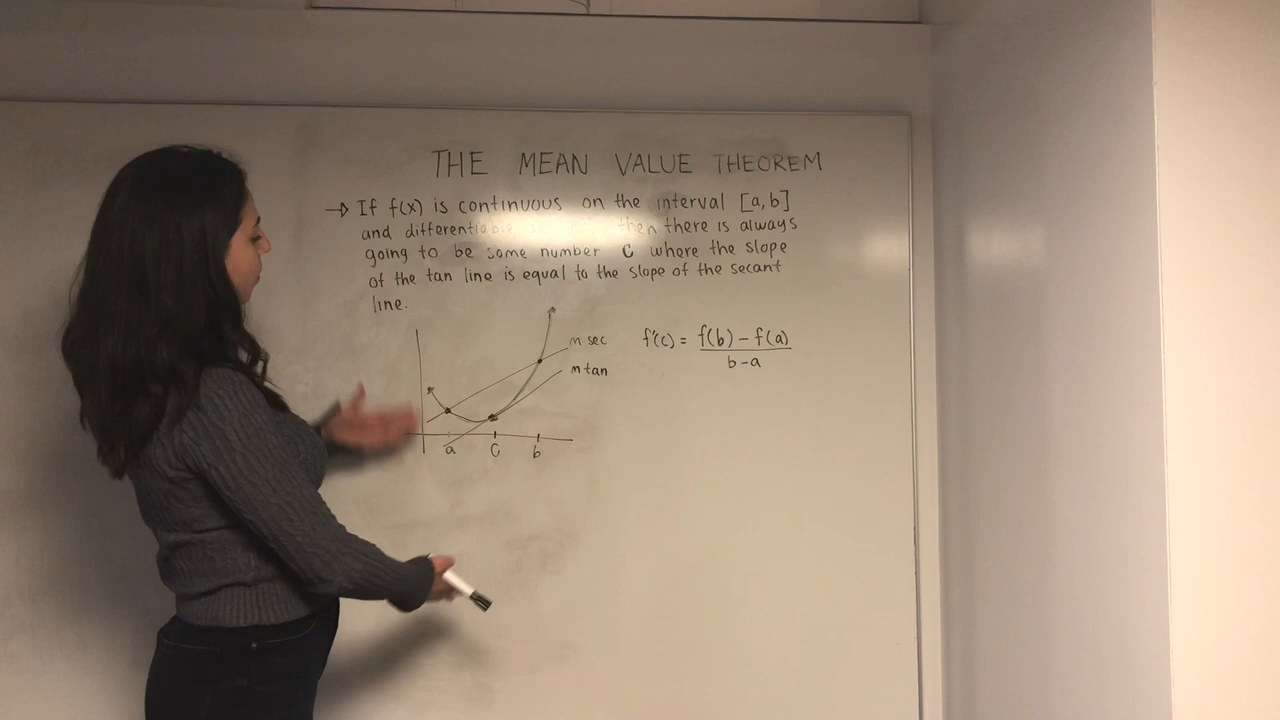 THE MEAN VALUE THEOREM
→ If f(x) is continuous on the interval [a,b]
and differentiable then there is always
going to be some number C where the slope
of the tan line is equal to the slope of the secant
line.
m sec
m tan
a C b
f'(c) = f(b) - f(a)
b-a